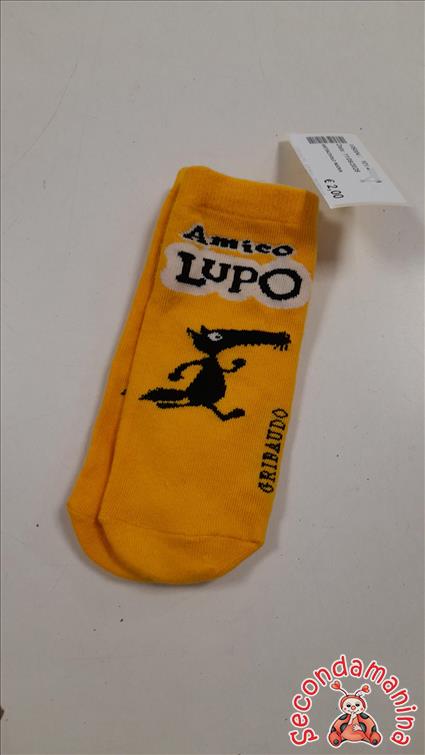 Amico
LUPO
GRIBAUDO
€ 2,00
Secondamanina